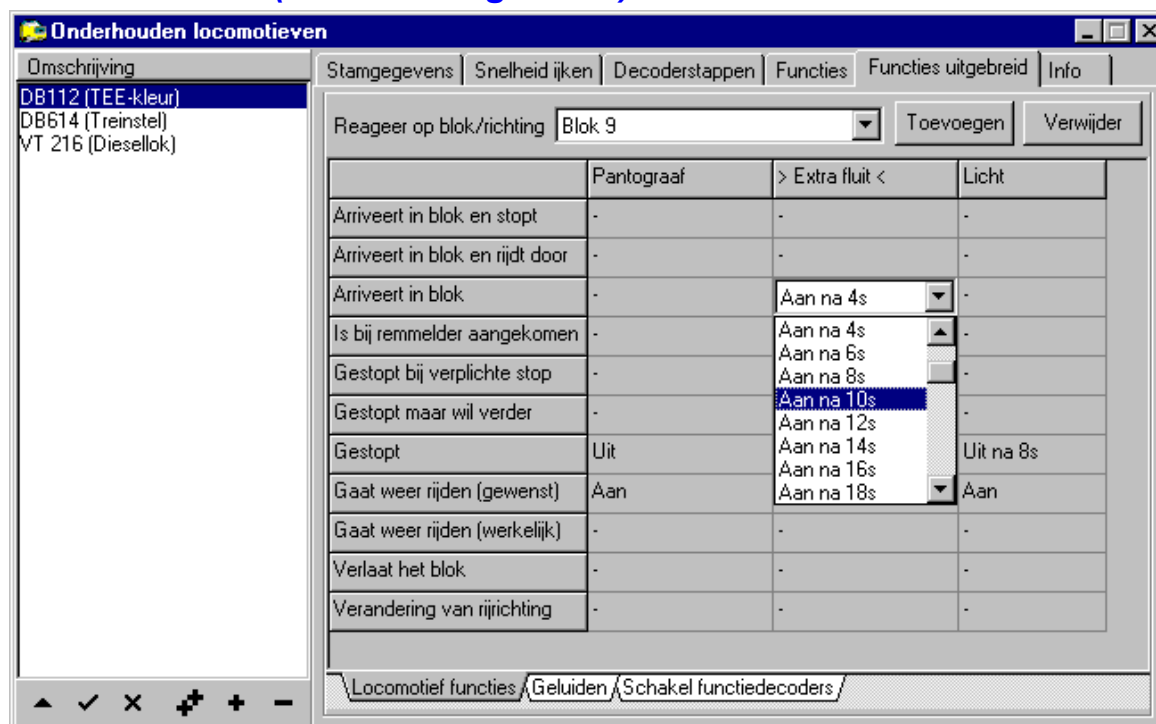 Onderhouden locomotieven
Omschrijving
DB112 (TEE-kleur)
DB614 (Treinstel)
VT 216 (Diesellok)
Stamgegevens Snelheid ijken Decoderstappen Functies Functies uitgebreid Info
Reageer op blok/richting Blok 9 Toevoegen Verwijder
Pantograaf > Extra fluit < Licht
Arriveert in blok en stopt - - -
Arriveert in blok en rijdt door - - -
Arriveert in blok - Aan na 4s -
Is bij remmelder aangekomen - Aan na 4s -
Aan na 6s
Gestopt bij verplichte stop - Aan na 8s -
Aan na 10s
Gestopt maar wil verder - Aan na 12s -
Aan na 14s
Gestopt Uit Uit na 8s
Aan na 16s
Gaat weer rijden (gewenst) Aan Aan na 18s Aan
Gaat weer rijden (werkelijk) - - -
Verlaat het blok - - -
Verandering van rijrichting - - -
Locomotief functies Geluiden Schakel functiedecoders